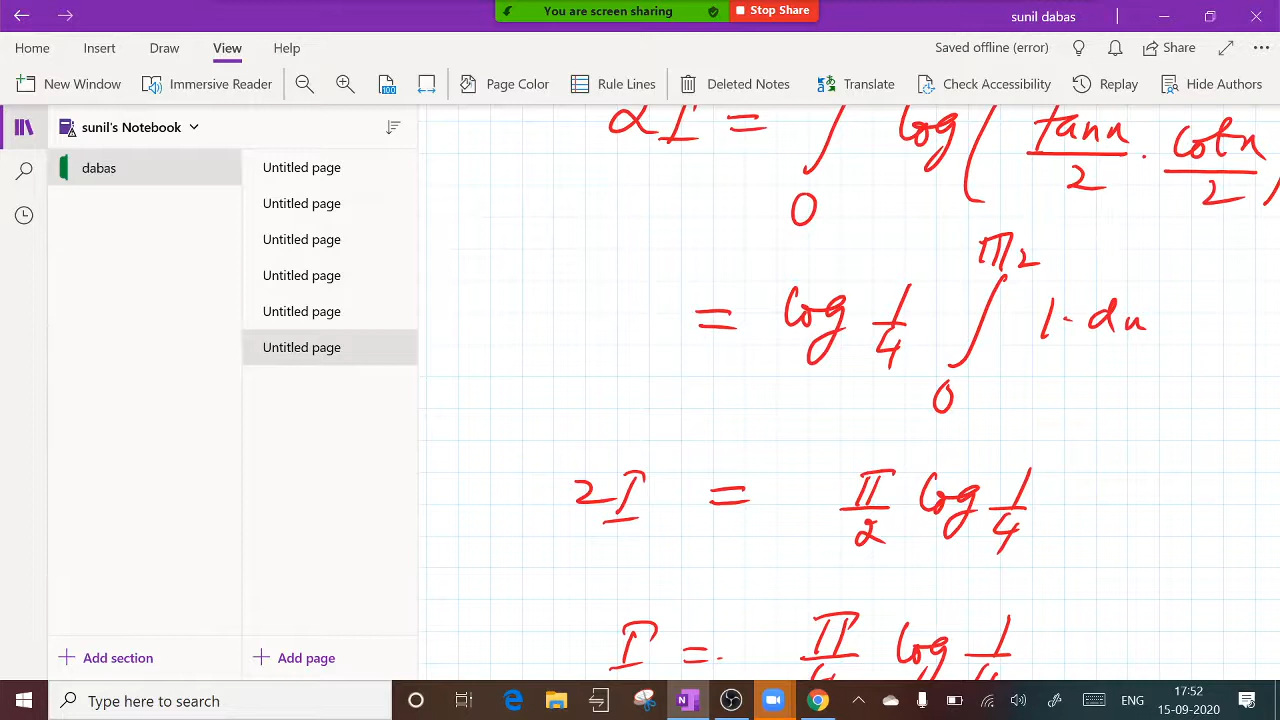 You are screen sharing Stop Share
sunil dabas
Home Insert Draw View Help
Saved offline (error) Share
New Window Immersive Reader 100 Page Color Rule Lines Deleted Notes Translate Check Accessibility Replay Hide Authors
sunil's Notebook
dabas
Untitled page
Untitled page
Untitled page
Untitled page
Untitled page
Untitled page
2I = ∫0 log( tanx/2 . cotx/2 )
= log 1/4 ∫0^π/2 1. dx
2I = π/2 log 1/4
I = π/4 log 1/4
Add section
Add page
Type here to search
ENG
17:52
15-09-2020